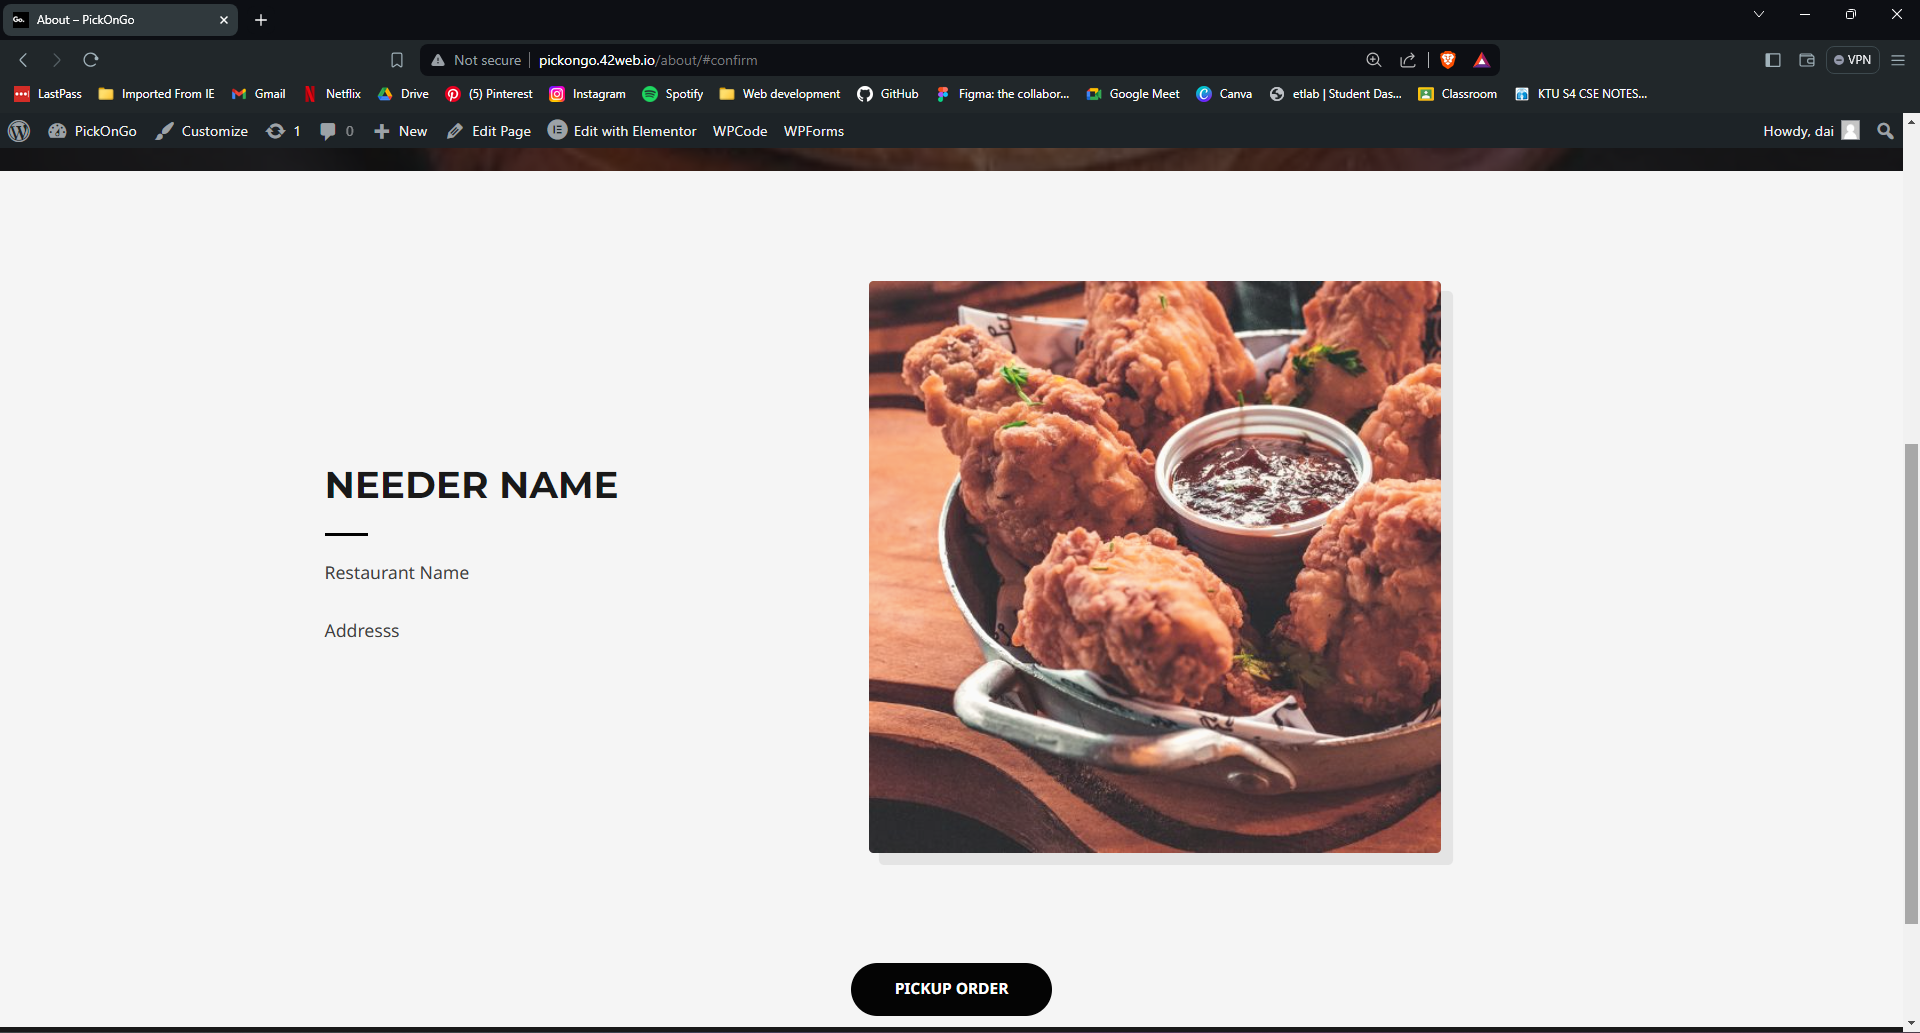 Go. About – PickOnGo
Not secure pickongo.42web.io/about/#confirm VPN
LastPass Imported From IE Gmail Netflix Drive (5) Pinterest Instagram Spotify Web development GitHub Figma: the collabor... Google Meet Canva etlab | Student Das... Classroom KTU S4 CSE NOTES...
PickOnGo Customize 1 0 New Edit Page Edit with Elementor WPCode WPForms Howdy, dai
NEEDER NAME
Restaurant Name
Addresss
PICKUP ORDER